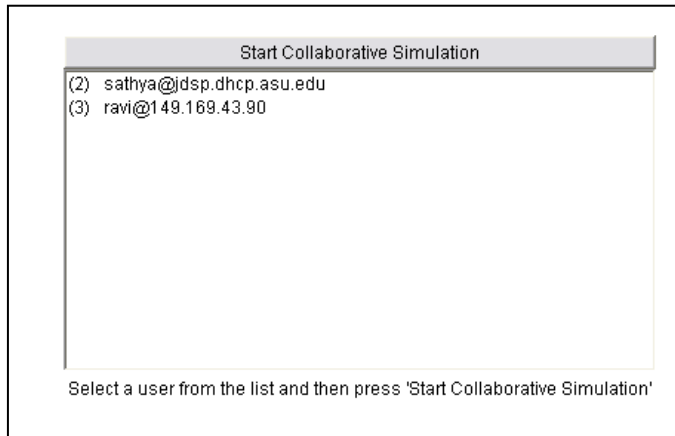 Start Collaborative Simulation
(2) sathya@jdsp.dhcp.asu.edu
(3) ravi@149.169.43.90
Select a user from the list and then press 'Start Collaborative Simulation'